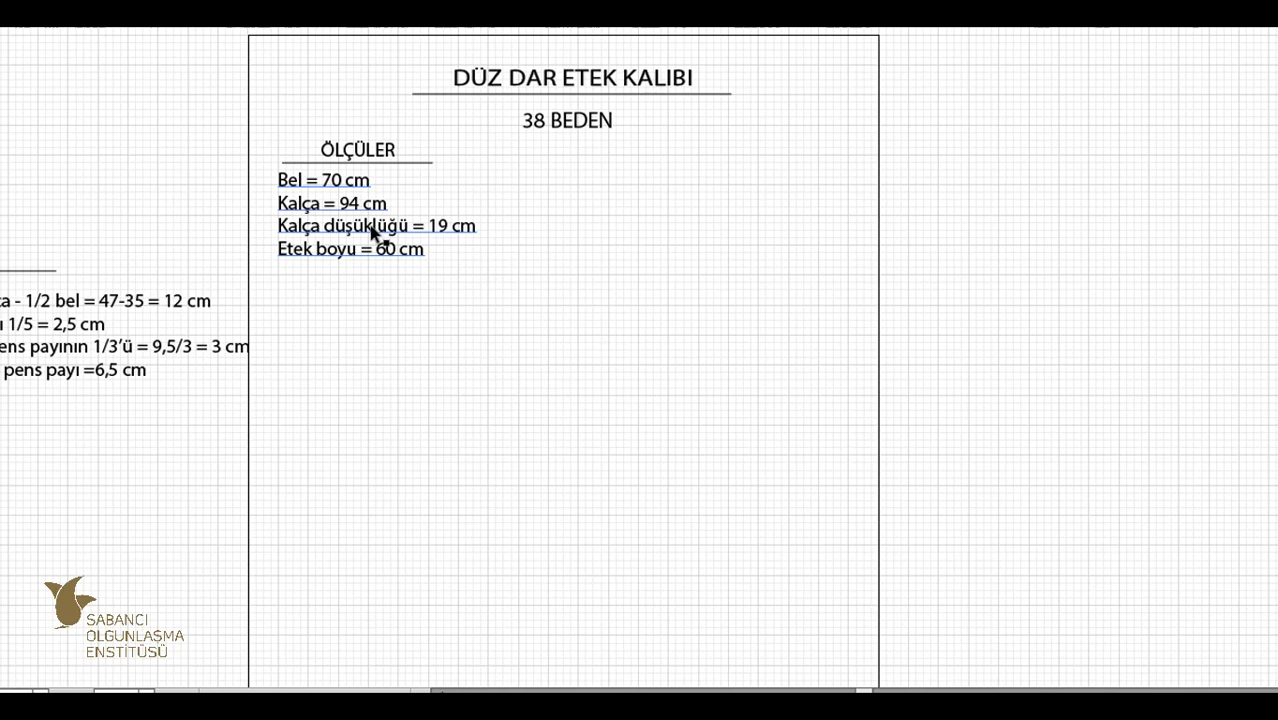 DÜZ DAR ETEK KALIBI
38 BEDEN
ÖLÇÜLER
Bel = 70 cm
Kalça = 94 cm
Kalça düşüklüğü = 19 cm
Etek boyu = 60 cm
- 1/2 bel = 47-35 = 12 cm
1/5 = 2,5 cm
payının 1/3’ü = 9,5/3 = 3 cm
pens payı =6,5 cm
SABANCI
OLGUNLAŞMA
ENSTİTÜSÜ